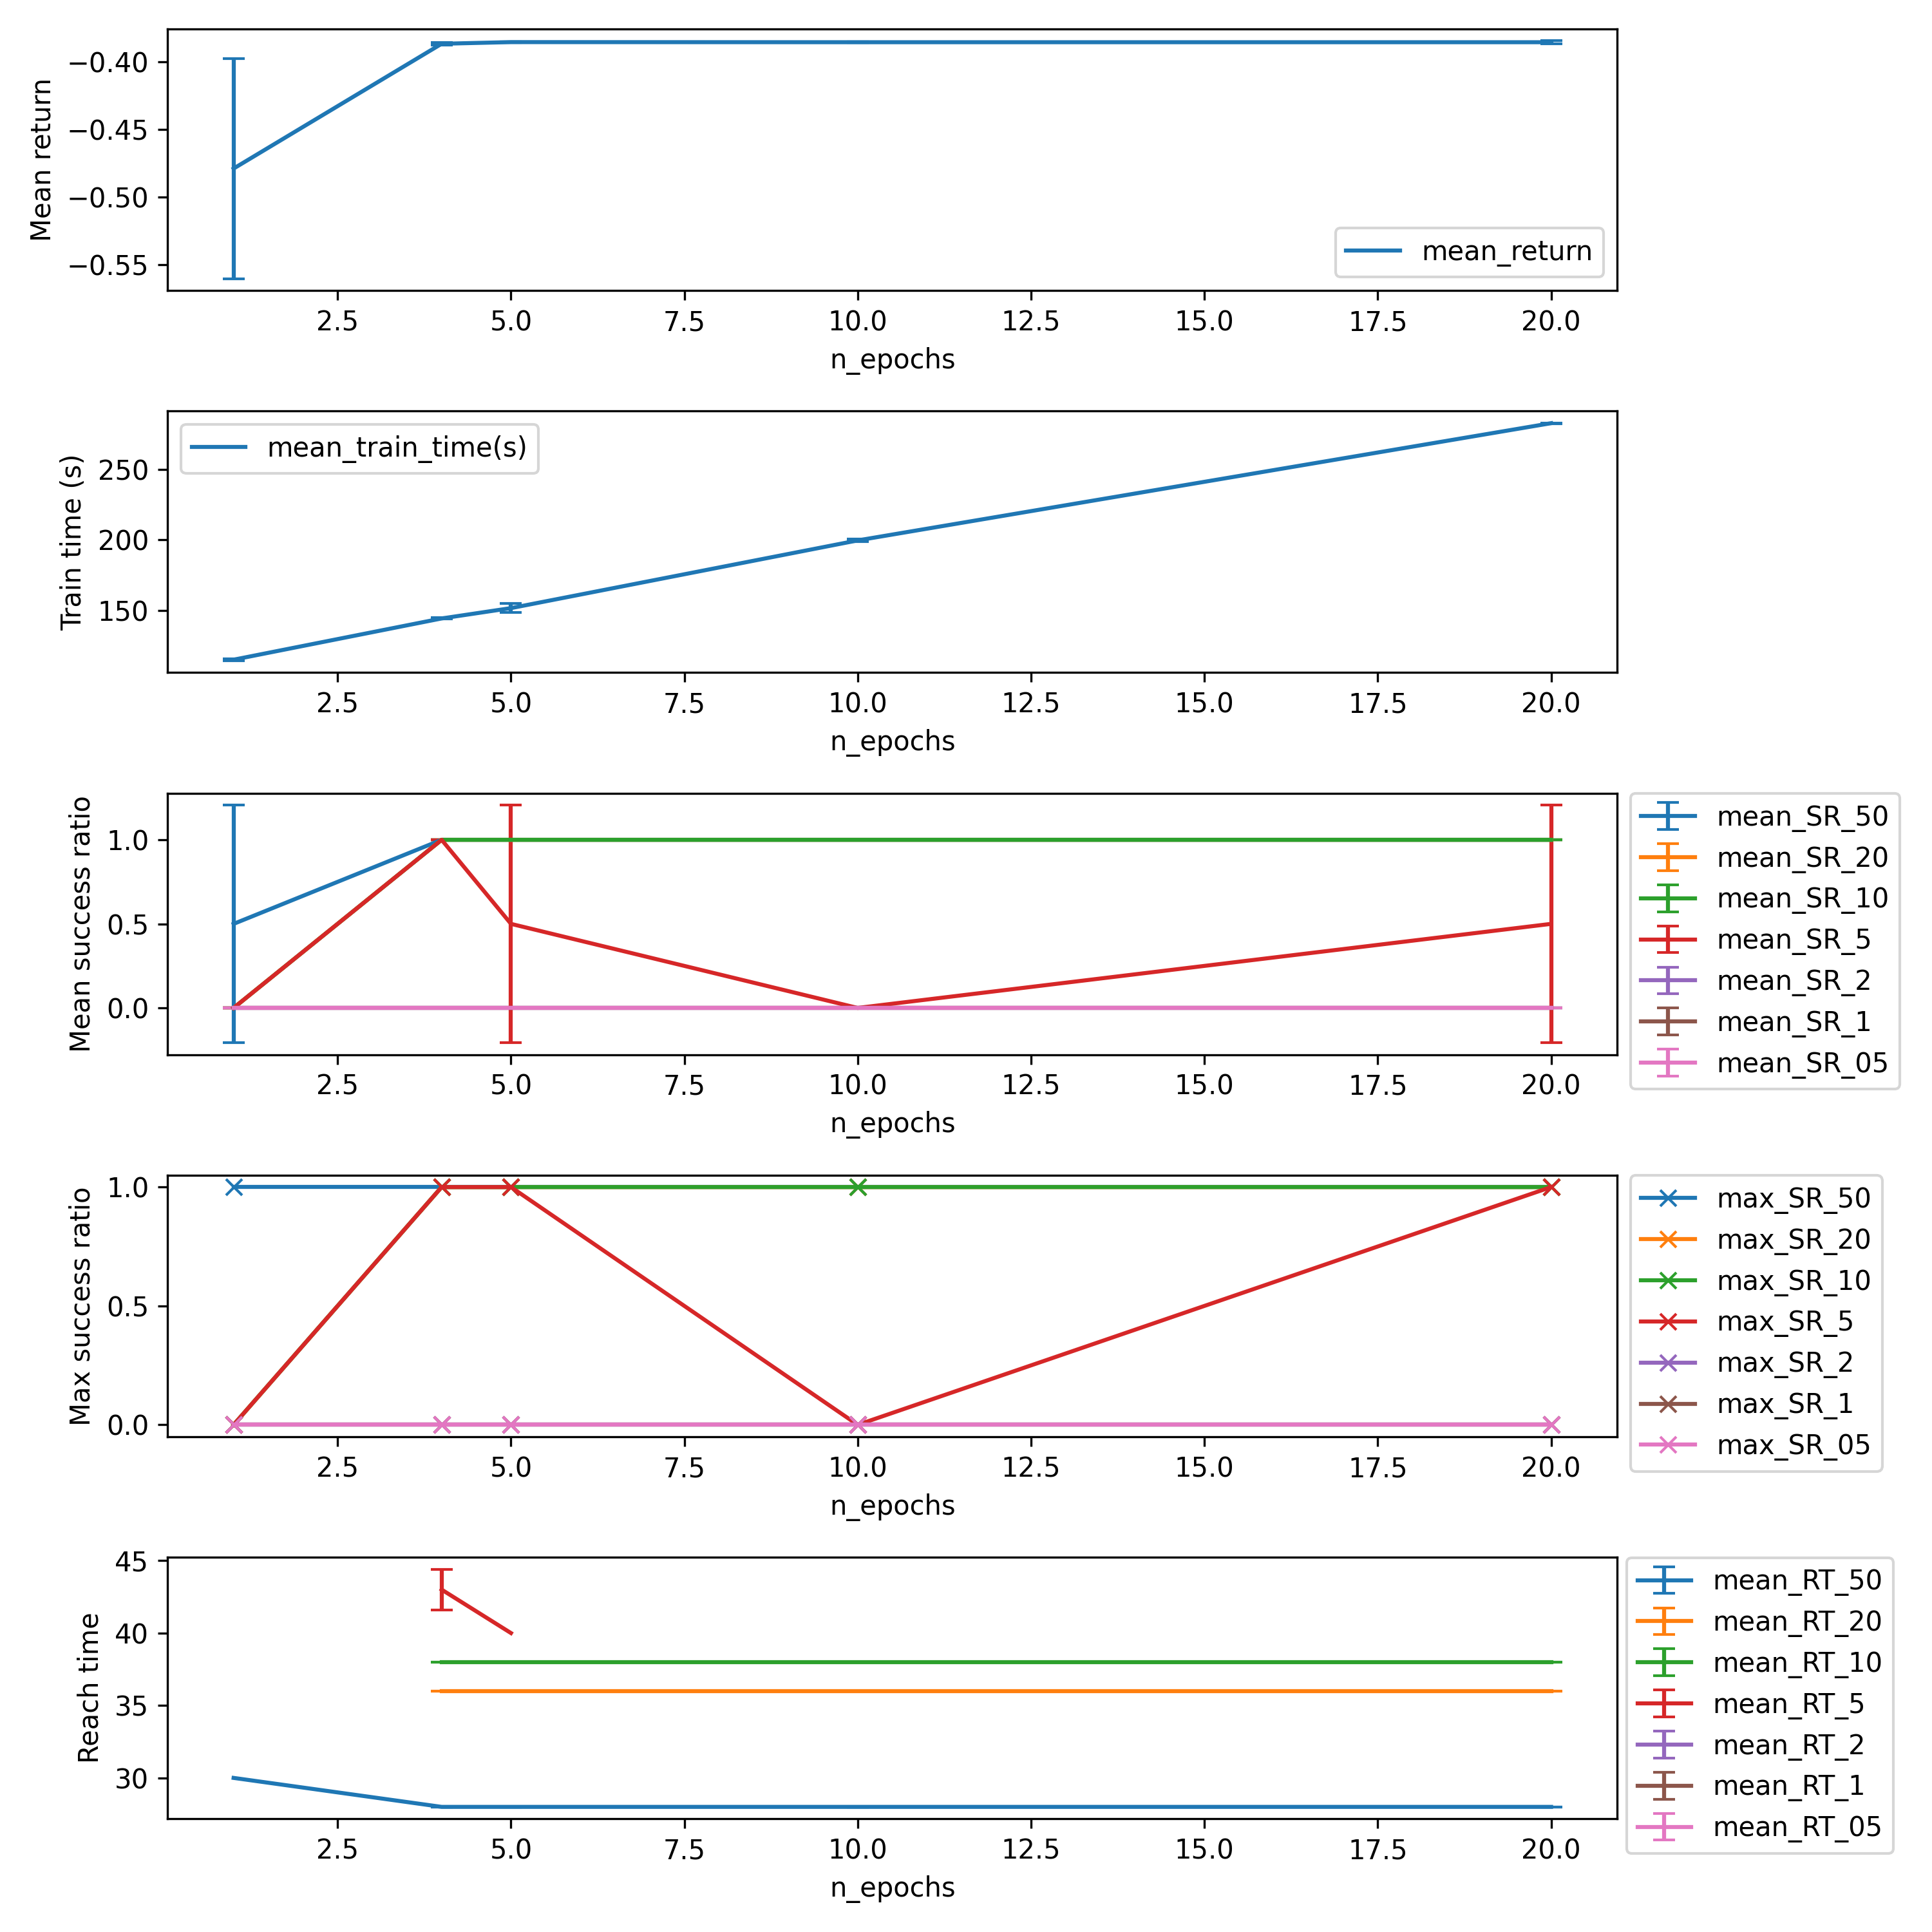 −0.40
−0.45
−0.50
−0.55
Mean return
mean_return
2.5 5.0 7.5 10.0 12.5 15.0 17.5 20.0
n_epochs
mean_train_time(s)
250
200
150
Train time (s)
2.5 5.0 7.5 10.0 12.5 15.0 17.5 20.0
n_epochs
1.0
0.5
0.0
Mean success ratio
mean_SR_50
mean_SR_20
mean_SR_10
mean_SR_5
mean_SR_2
mean_SR_1
mean_SR_05
2.5 5.0 7.5 10.0 12.5 15.0 17.5 20.0
n_epochs
1.0
0.5
0.0
Max success ratio
max_SR_50
max_SR_20
max_SR_10
max_SR_5
max_SR_2
max_SR_1
max_SR_05
2.5 5.0 7.5 10.0 12.5 15.0 17.5 20.0
n_epochs
45
40
35
30
Reach time
mean_RT_50
mean_RT_20
mean_RT_10
mean_RT_5
mean_RT_2
mean_RT_1
mean_RT_05
2.5 5.0 7.5 10.0 12.5 15.0 17.5 20.0
n_epochs